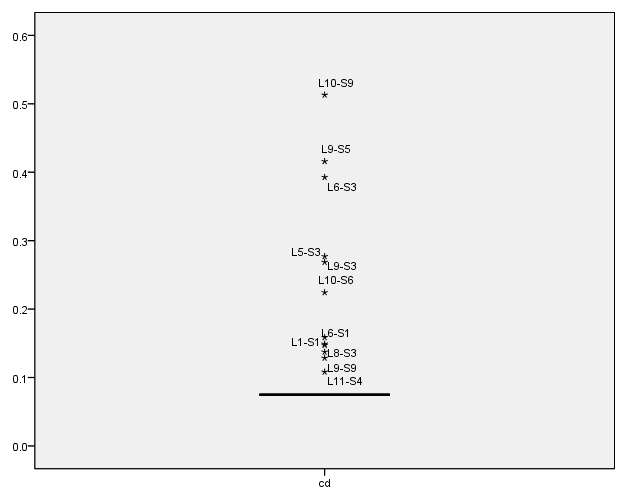 0.6
L10-S9
0.5
L9-S5
0.4
L6-S3
0.3
L5-S3
L9-S3
L10-S6
0.2
L6-S1
L1-S1
L8-S3
L9-S9
0.1
L11-S4
0.0
cd